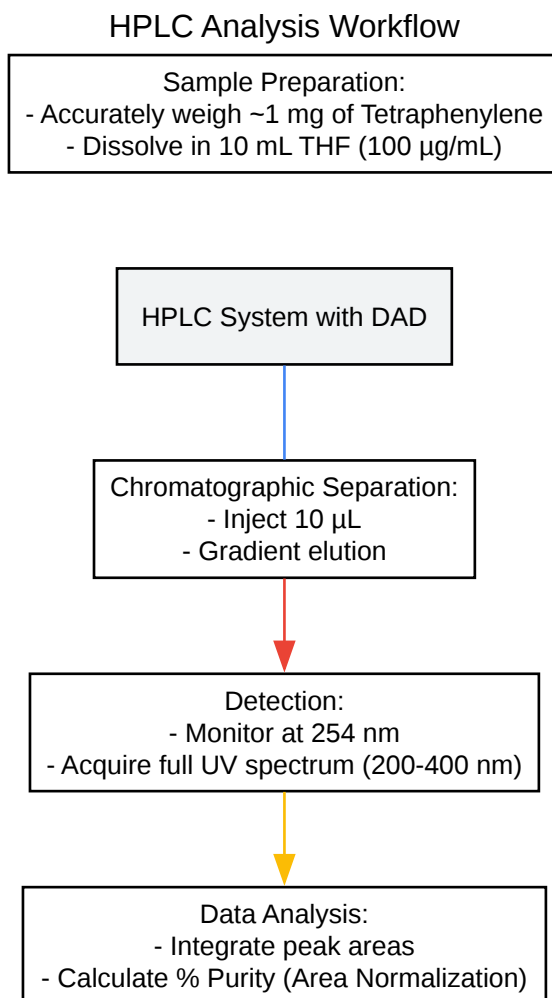 HPLC Analysis Workflow
Sample Preparation:
- Accurately weigh ~1 mg of Tetraphenylene
- Dissolve in 10 mL THF (100 µg/mL)
HPLC System with DAD
Chromatographic Separation:
- Inject 10 µL
- Gradient elution
Detection:
- Monitor at 254 nm
- Acquire full UV spectrum (200-400 nm)
Data Analysis:
- Integrate peak areas
- Calculate % Purity (Area Normalization)